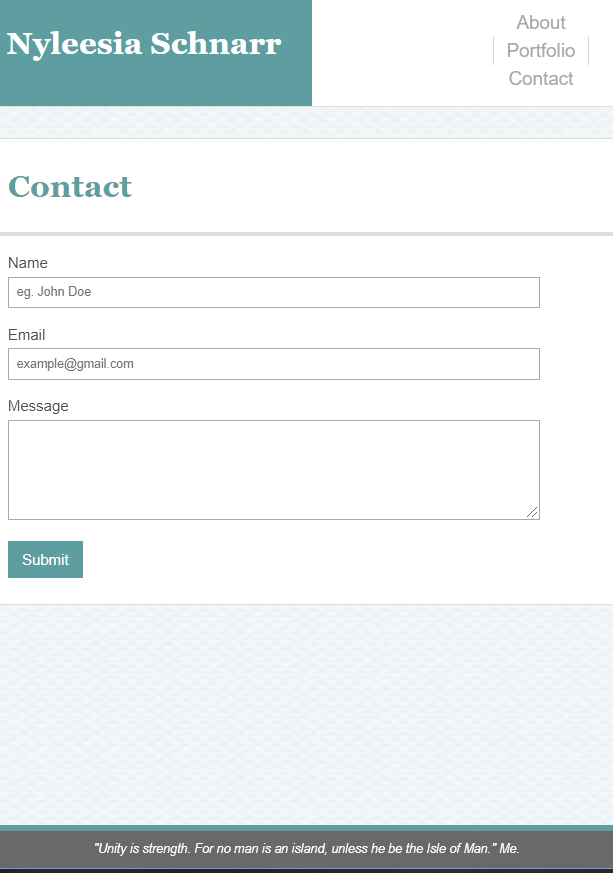 Nyleesia Schnarr
About
Portfolio
Contact
Contact
Name
eg. John Doe
Email
example@gmail.com
Message
Submit
"Unity is strength. For no man is an island, unless he be the Isle of Man." Me.